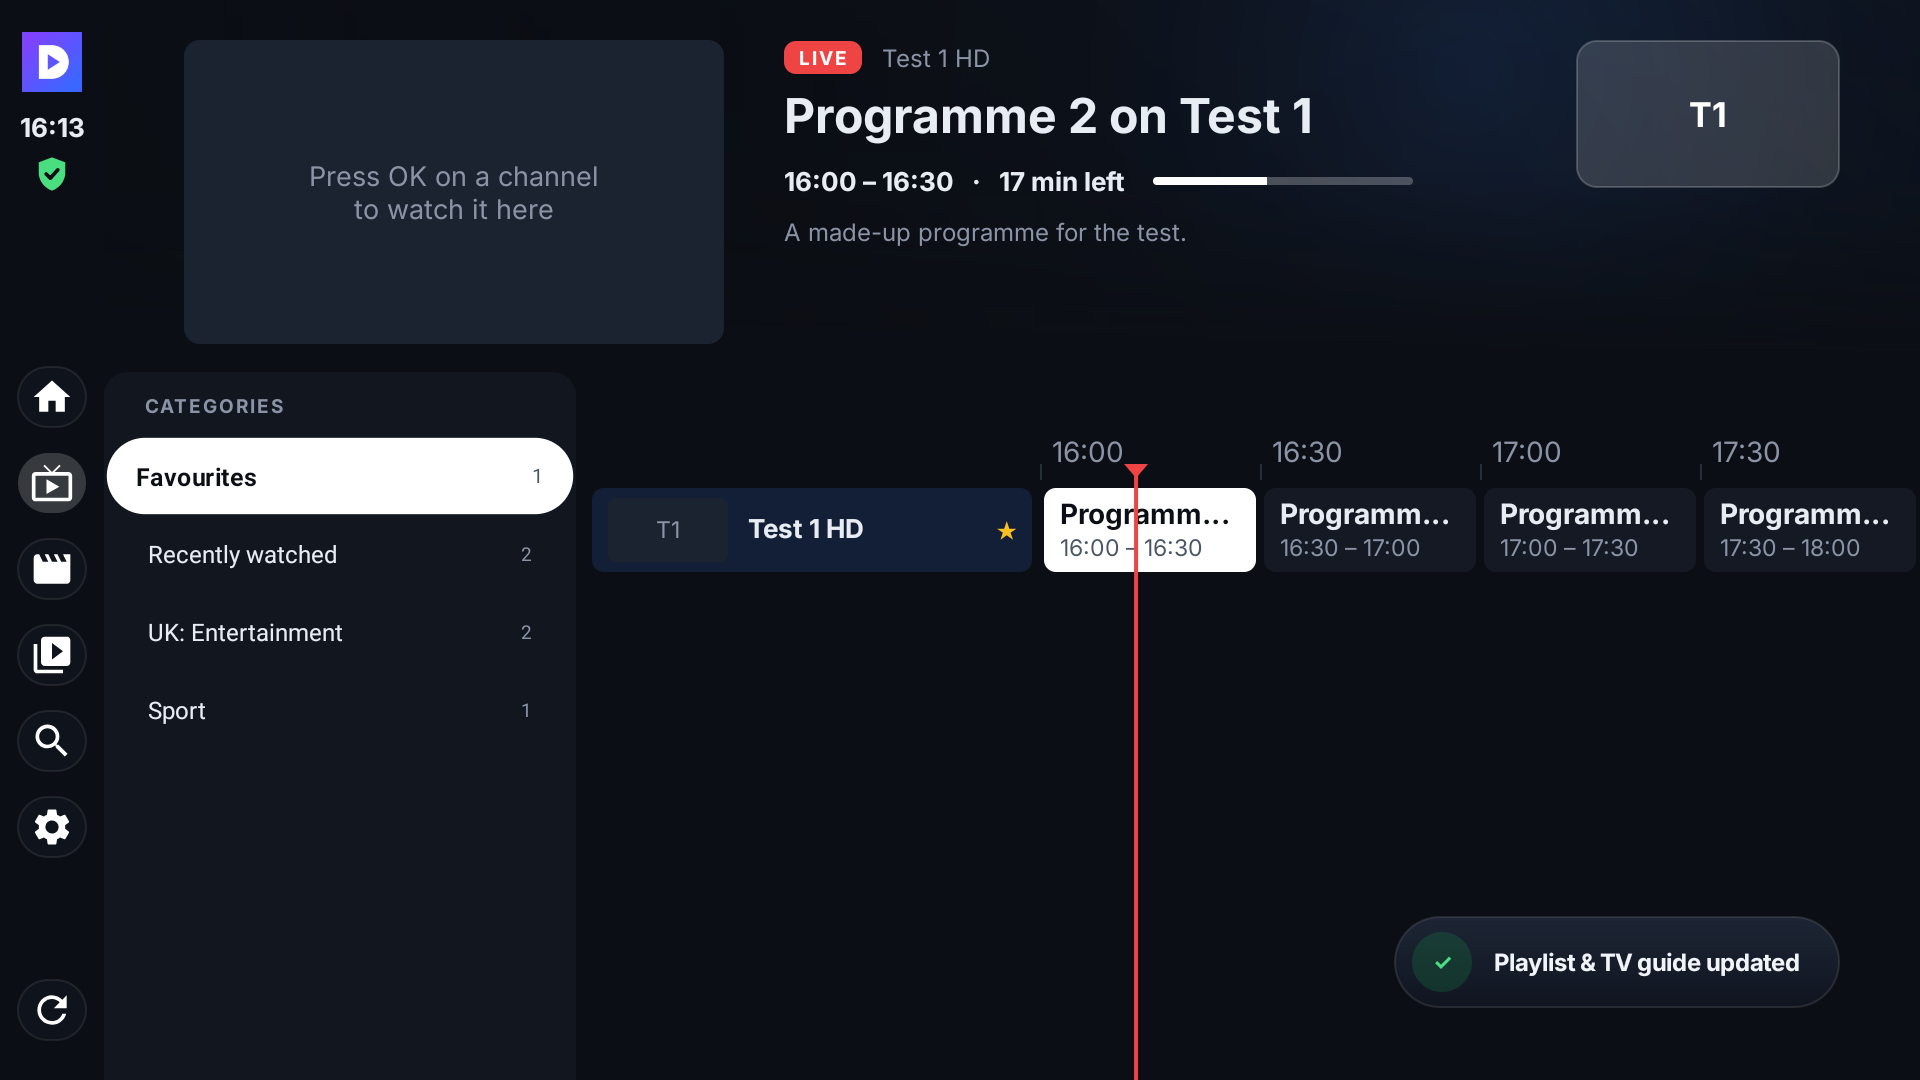 16:13
Press OK on a channel
to watch it here
LIVE Test 1 HD
Programme 2 on Test 1
16:00 – 16:30 · 17 min left
A made-up programme for the test.
T1
CATEGORIES
Favourites 1
Recently watched 2
UK: Entertainment 2
Sport 1
16:00 16:30 17:00 17:30
T1 Test 1 HD ★
Programm...
16:00 – 16:30
Programm...
16:30 – 17:00
Programm...
17:00 – 17:30
Programm...
17:30 – 18:00
Playlist & TV guide updated